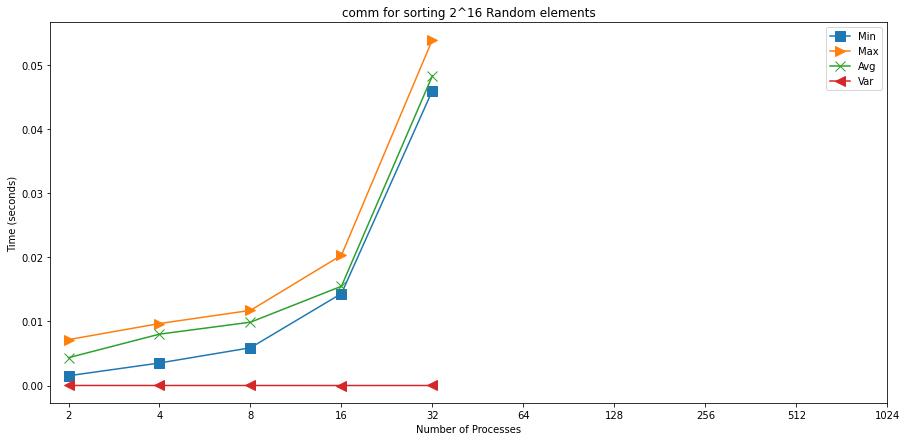 comm for sorting 2^16 Random elements
Min
Max
Avg
Var
Time (seconds)
0.05
0.04
0.03
0.02
0.01
0.00
2 4 8 16 32 64 128 256 512 1024
Number of Processes